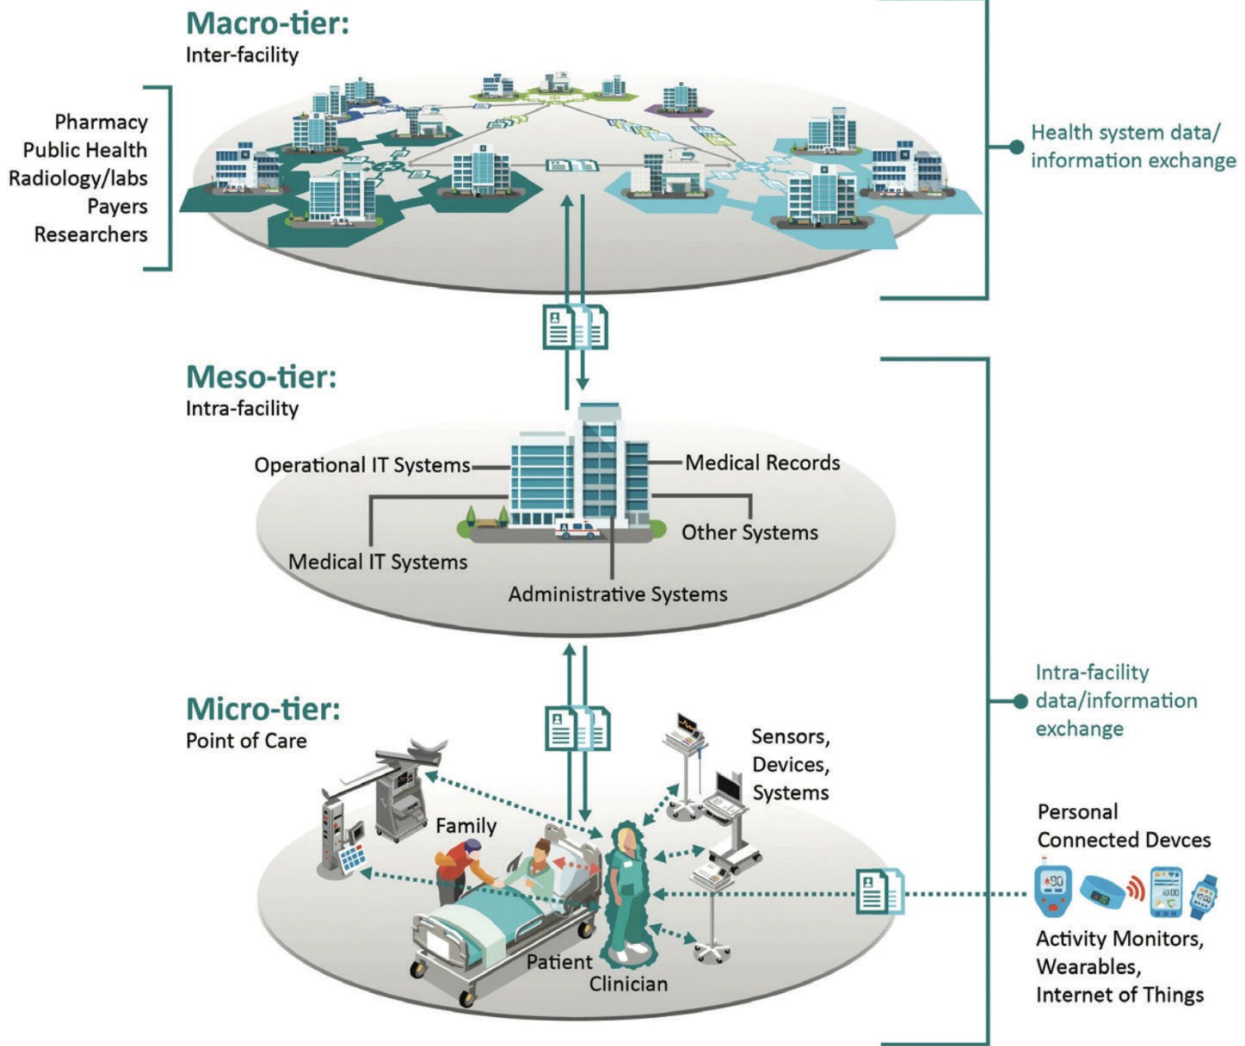 Macro-tier:
Inter-facility
Pharmacy
Public Health
Radiology/labs
Payers
Researchers
Health system data/
information exchange
Meso-tier:
Intra-facility
Operational IT Systems
Medical Records
Medical IT Systems
Other Systems
Administrative Systems
Intra-facility
data/information
exchange
Micro-tier:
Point of Care
Sensors,
Devices,
Systems
Family
Patient
Clinician
Personal
Connected Devces
90
10:00
Activity Monitors,
Wearables,
Internet of Things